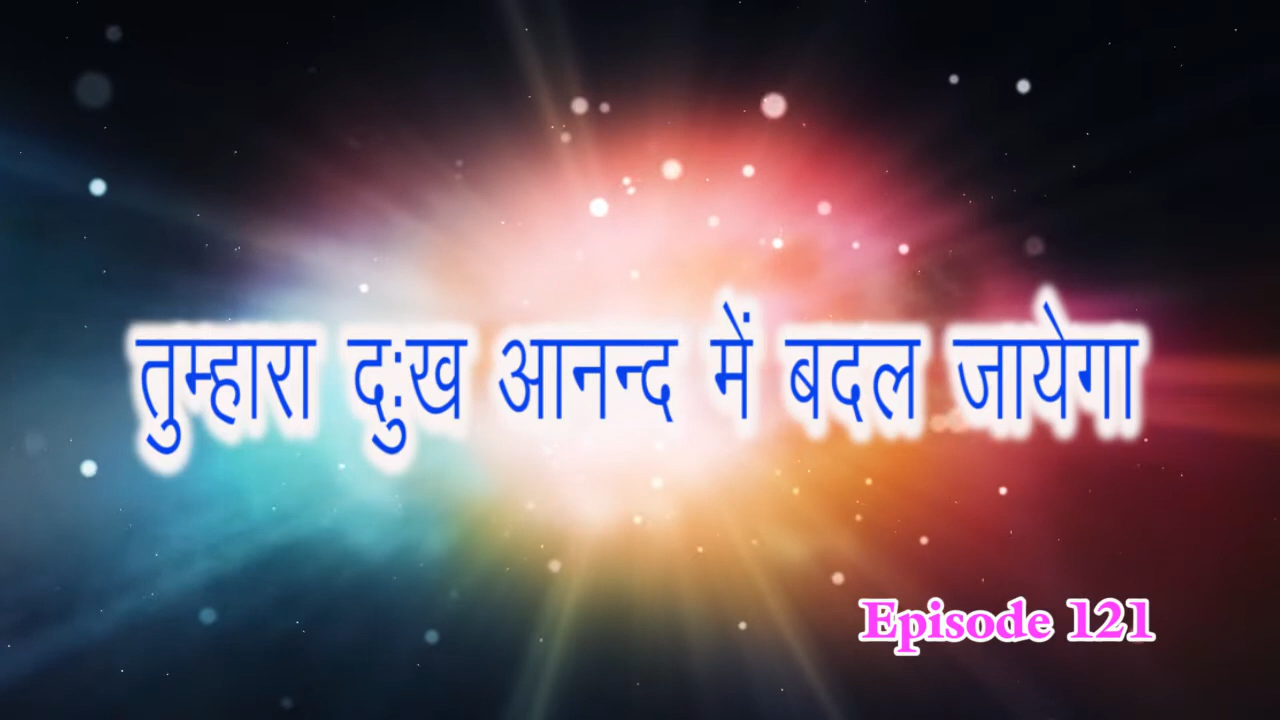 तुम्हारा दुःख आनन्द में बदल जायेगा
Episode 121